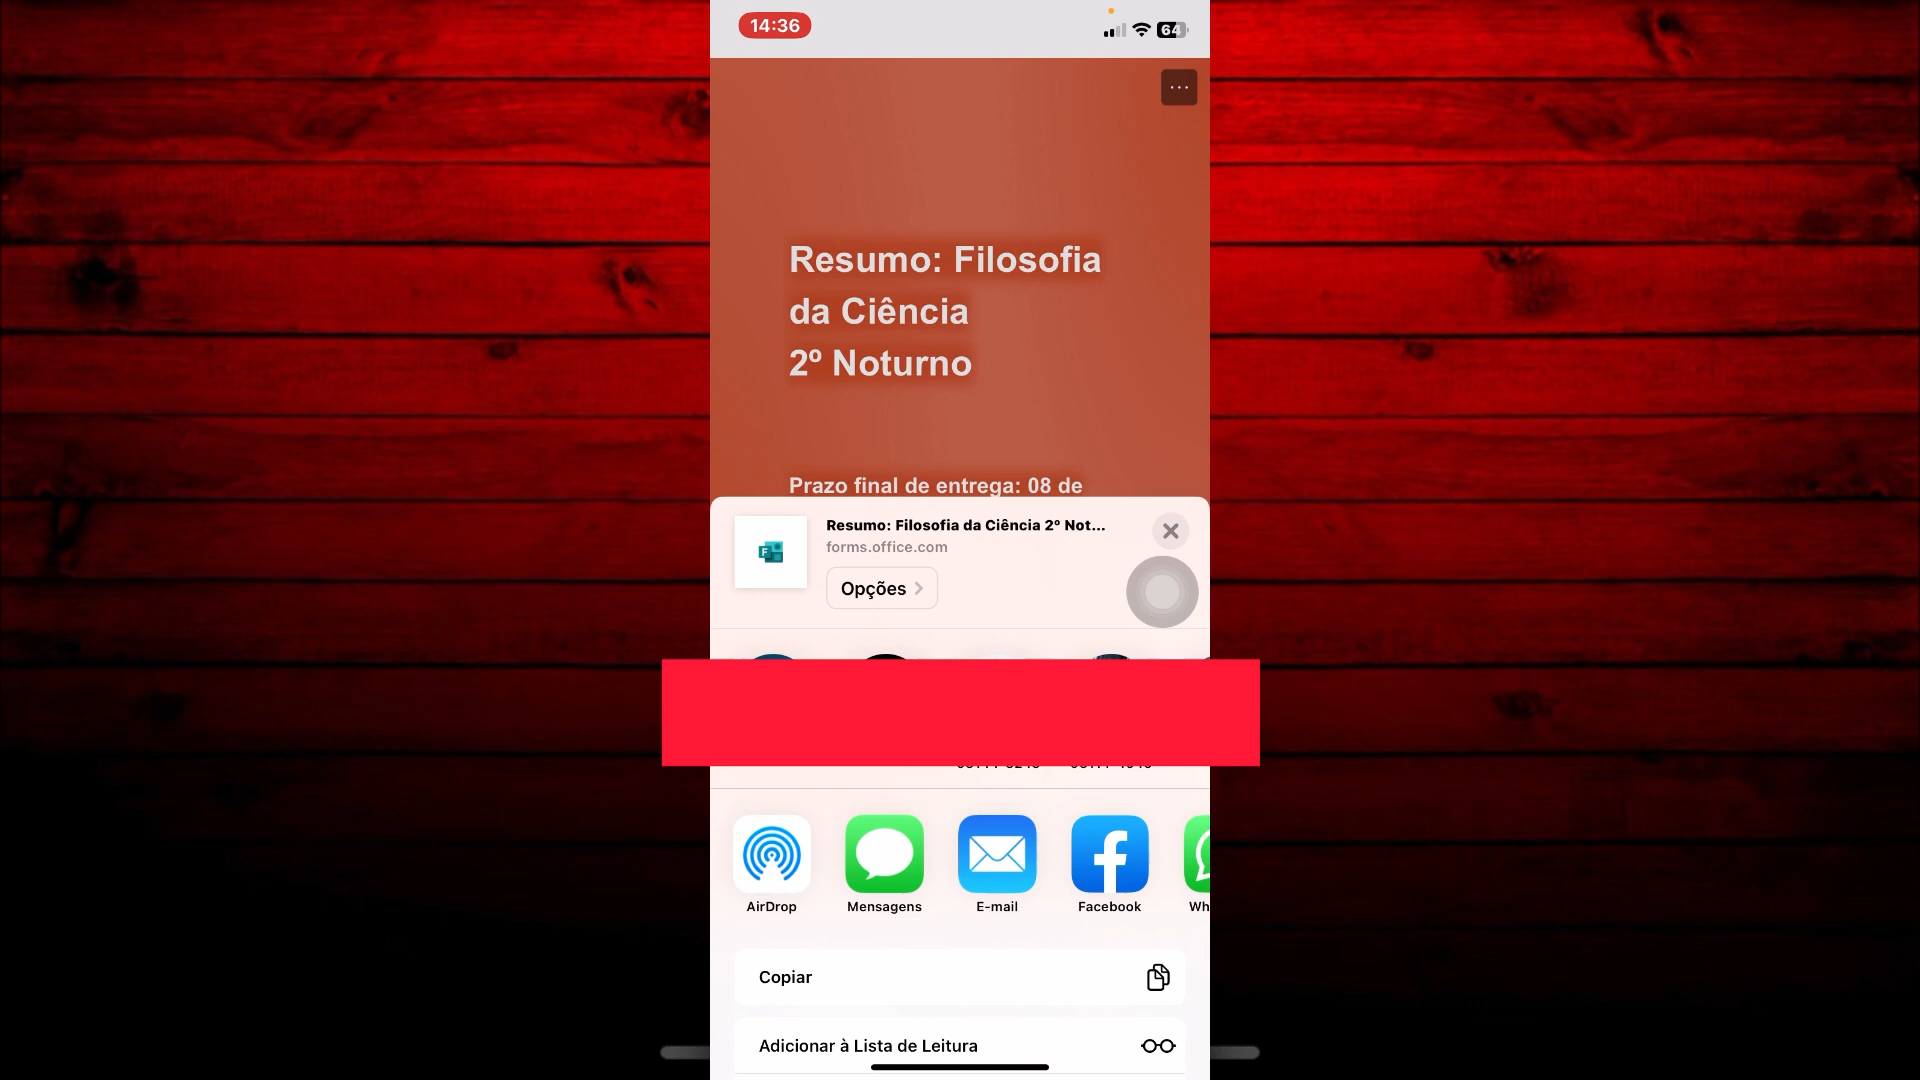 14:36
64
...
Resumo: Filosofia
da Ciência
2º Noturno
Prazo final de entrega: 08 de
Resumo: Filosofia da Ciência 2º Not...
forms.office.com
F
Opções
AirDrop
Mensagens
E-mail
Facebook
Wh
Copiar
Adicionar à Lista de Leitura